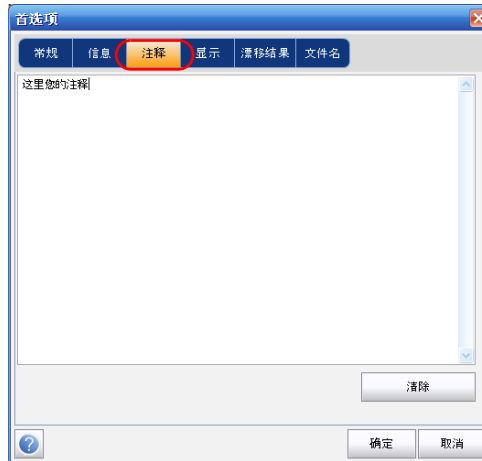 首选项
常规 信息 注释 显示 漂移结果 文件名
这里您的注释
清除
? 确定 取消